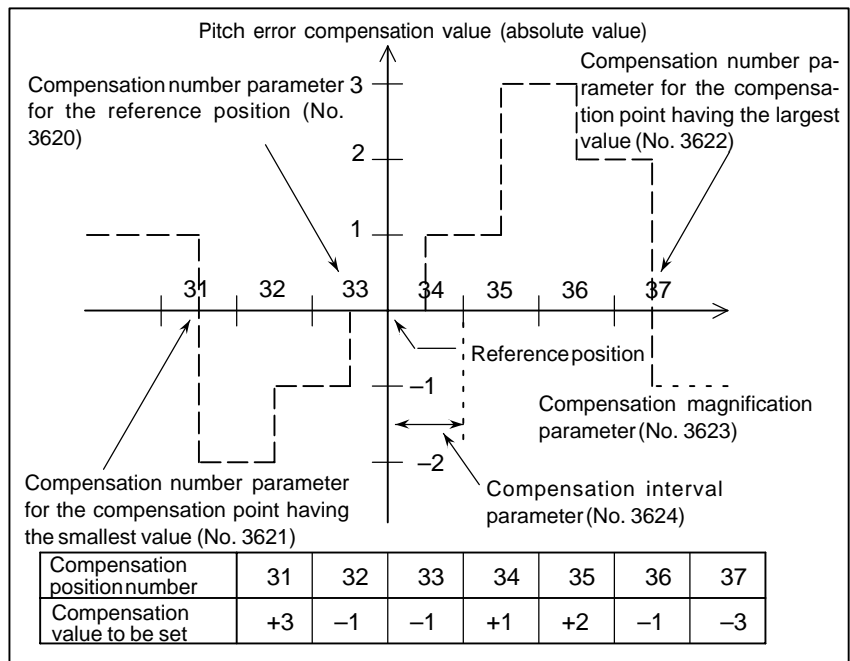 Pitch error compensation value (absolute value)
Compensation number parameter
for the reference position (No.
3620)
Compensation number pa-
rameter for the compensa-
tion point having the largest
value (No. 3622)
3
2
1
31 32 33 34 35 36 37
Reference position
–1
Compensation magnification
parameter (No. 3623)
–2
Compensation number parameter
for the compensation point having
the smallest value (No. 3621)
Compensation interval
parameter (No. 3624)
Compensation
position number 31 32 33 34 35 36 37
Compensation
value to be set +3 –1 –1 +1 +2 –1 –3